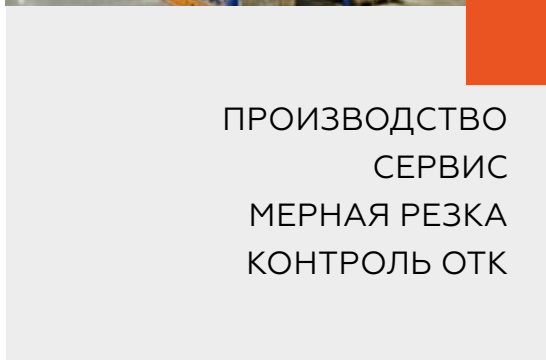 ПРОИЗВОДСТВО
СЕРВИС
МЕРНАЯ РЕЗКА
КОНТРОЛЬ ОТК